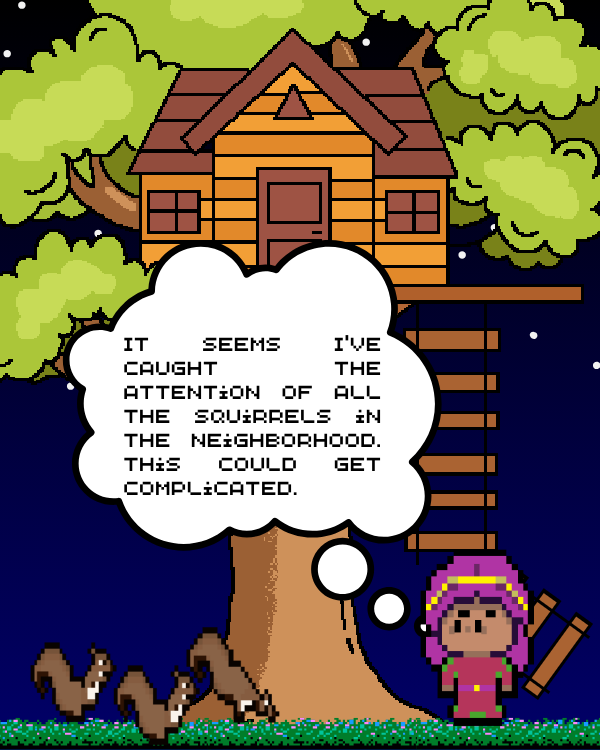 IT SEEMS I'VE
CAUGHT THE
ATTENTiON OF ALL
THE SQUiRRELS iN
THE NEiGHBORHOOD.
THiS COULD GET
COMPLiCATED.